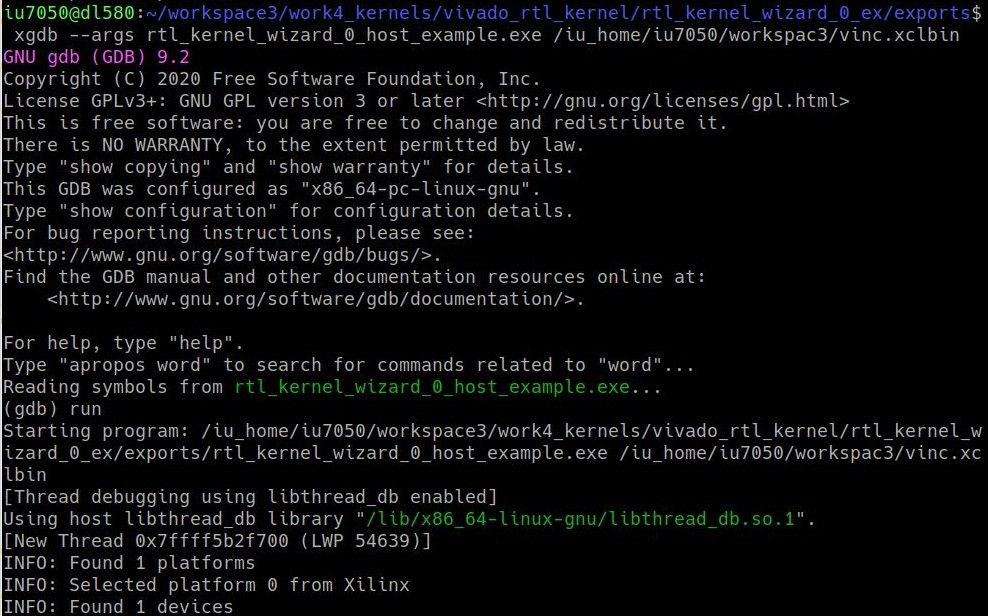 iu7050@dl580:~/workspace3/work4_kernels/vivado_rtl_kernel/rtl_kernel_wizard_0_ex/exports$
xgdb --args rtl_kernel_wizard_0_host_example.exe /iu_home/iu7050/workspac3/vinc.xclbin
GNU gdb (GDB) 9.2
Copyright (C) 2020 Free Software Foundation, Inc.
License GPLv3+: GNU GPL version 3 or later <http://gnu.org/licenses/gpl.html>
This is free software: you are free to change and redistribute it.
There is NO WARRANTY, to the extent permitted by law.
Type "show copying" and "show warranty" for details.
This GDB was configured as "x86_64-pc-linux-gnu".
Type "show configuration" for configuration details.
For bug reporting instructions, please see:
<http://www.gnu.org/software/gdb/bugs/>.
Find the GDB manual and other documentation resources online at:
    <http://www.gnu.org/software/gdb/documentation/>.

For help, type "help".
Type "apropos word" to search for commands related to "word"...
Reading symbols from rtl_kernel_wizard_0_host_example.exe...
(gdb) run
Starting program: /iu_home/iu7050/workspace3/work4_kernels/vivado_rtl_kernel/rtl_kernel_w
izard_0_ex/exports/rtl_kernel_wizard_0_host_example.exe /iu_home/iu7050/workspac3/vinc.xc
lbin
[Thread debugging using libthread_db enabled]
Using host libthread_db library "/lib/x86_64-linux-gnu/libthread_db.so.1".
[New Thread 0x7ffff5b2f700 (LWP 54639)]
INFO: Found 1 platforms
INFO: Selected platform 0 from Xilinx
INFO: Found 1 devices